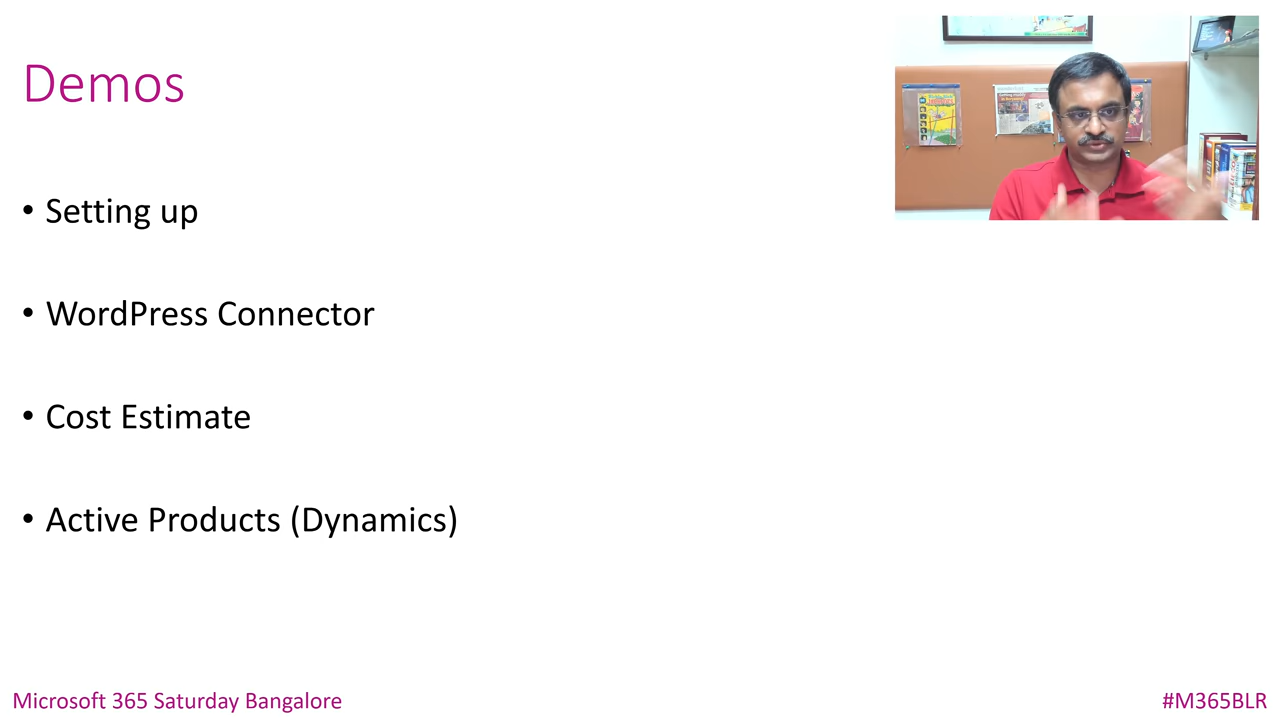 Demos
• Setting up
• WordPress Connector
• Cost Estimate
• Active Products (Dynamics)
Microsoft 365 Saturday Bangalore
#M365BLR